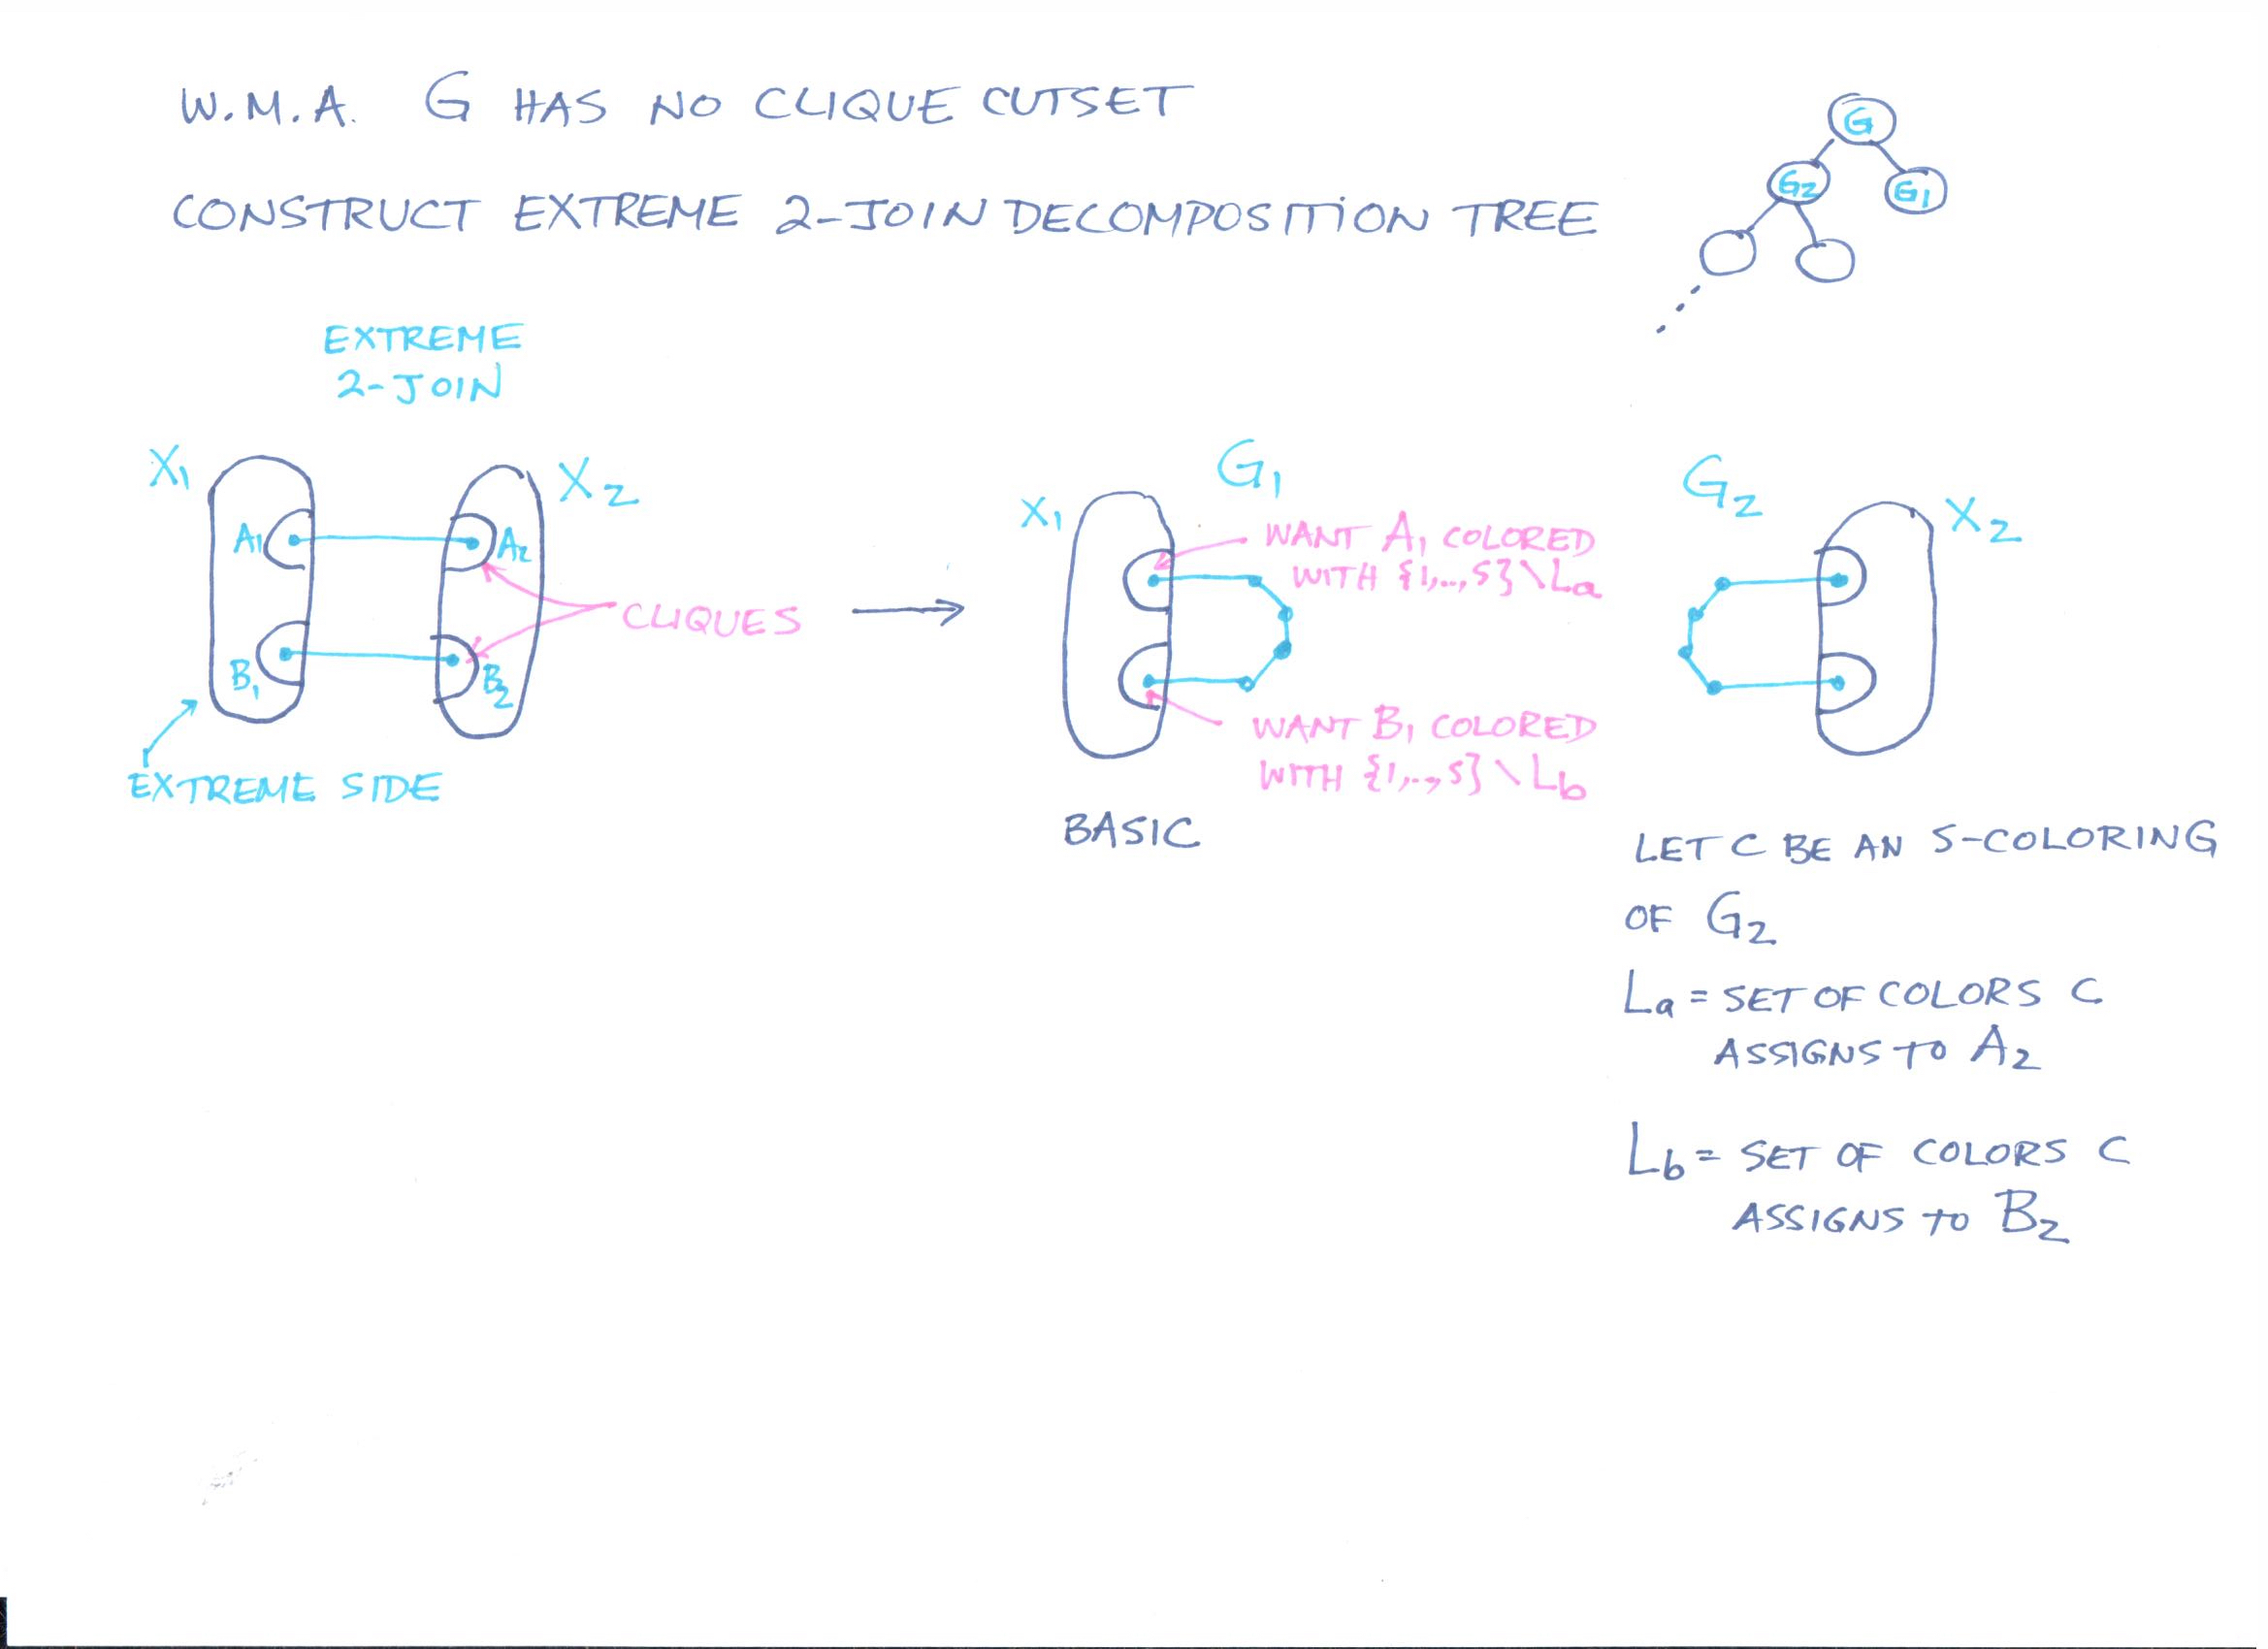 W.M.A. G HAS NO CLIQUE CUTSET
CONSTRUCT EXTREME 2-JOIN DECOMPOSITION TREE
G
G2
G1
EXTREME
2-JOIN
X1
X2
A1
A2
B1
B2
CLIQUES
EXTREME SIDE
G1
X1
WANT A1 COLORED
WITH {1,..,S}\La
WANT B1 COLORED
WITH {1,..,S}\Lb
BASIC
G2
X2
LET C BE AN S-COLORING
OF G2
La = SET OF COLORS C
ASSIGNS TO A2
Lb = SET OF COLORS C
ASSIGNS TO B2